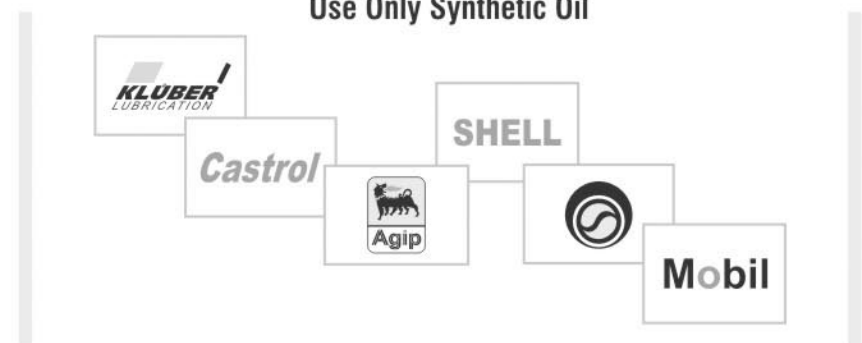 Use Only Synthetic Oil
KLÜBER
LUBRICATION
Castrol
SHELL
Agip
Mobil